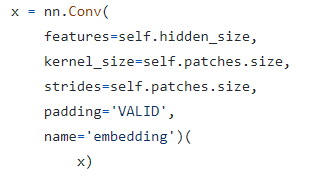 x = nn.Conv(
    features=self.hidden_size,
    kernel_size=self.patches.size,
    strides=self.patches.size,
    padding='VALID',
    name='embedding')(
        x)